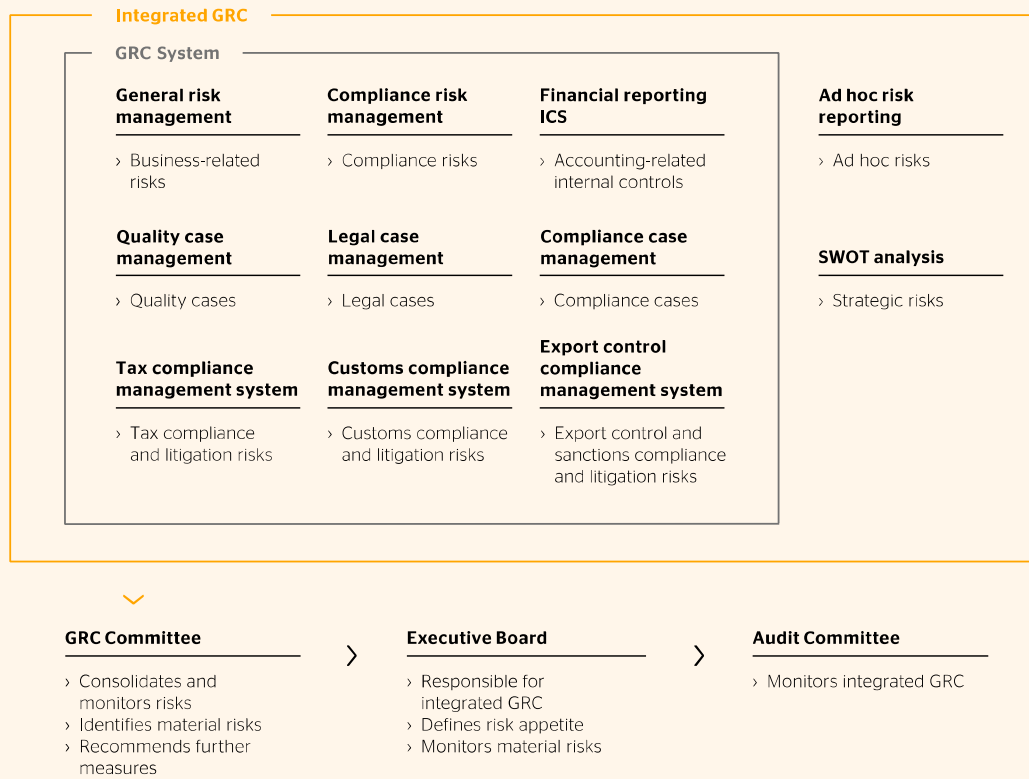 Integrated GRC
GRC System
General risk
management
› Business-related
risks
Compliance risk
management
› Compliance risks
Financial reporting
ICS
› Accounting-related
internal controls
Ad hoc risk
reporting
› Ad hoc risks
Quality case
management
› Quality cases
Legal case
management
› Legal cases
Compliance case
management
› Compliance cases
SWOT analysis
› Strategic risks
Tax compliance
management system
› Tax compliance
and litigation risks
Customs compliance
management system
› Customs compliance
and litigation risks
Export control
compliance
management system
› Export control and
sanctions compliance
and litigation risks
GRC Committee
› Consolidates and
monitors risks
› Identifies material risks
› Recommends further
measures
Executive Board
› Responsible for
integrated GRC
› Defines risk appetite
› Monitors material risks
Audit Committee
› Monitors integrated GRC